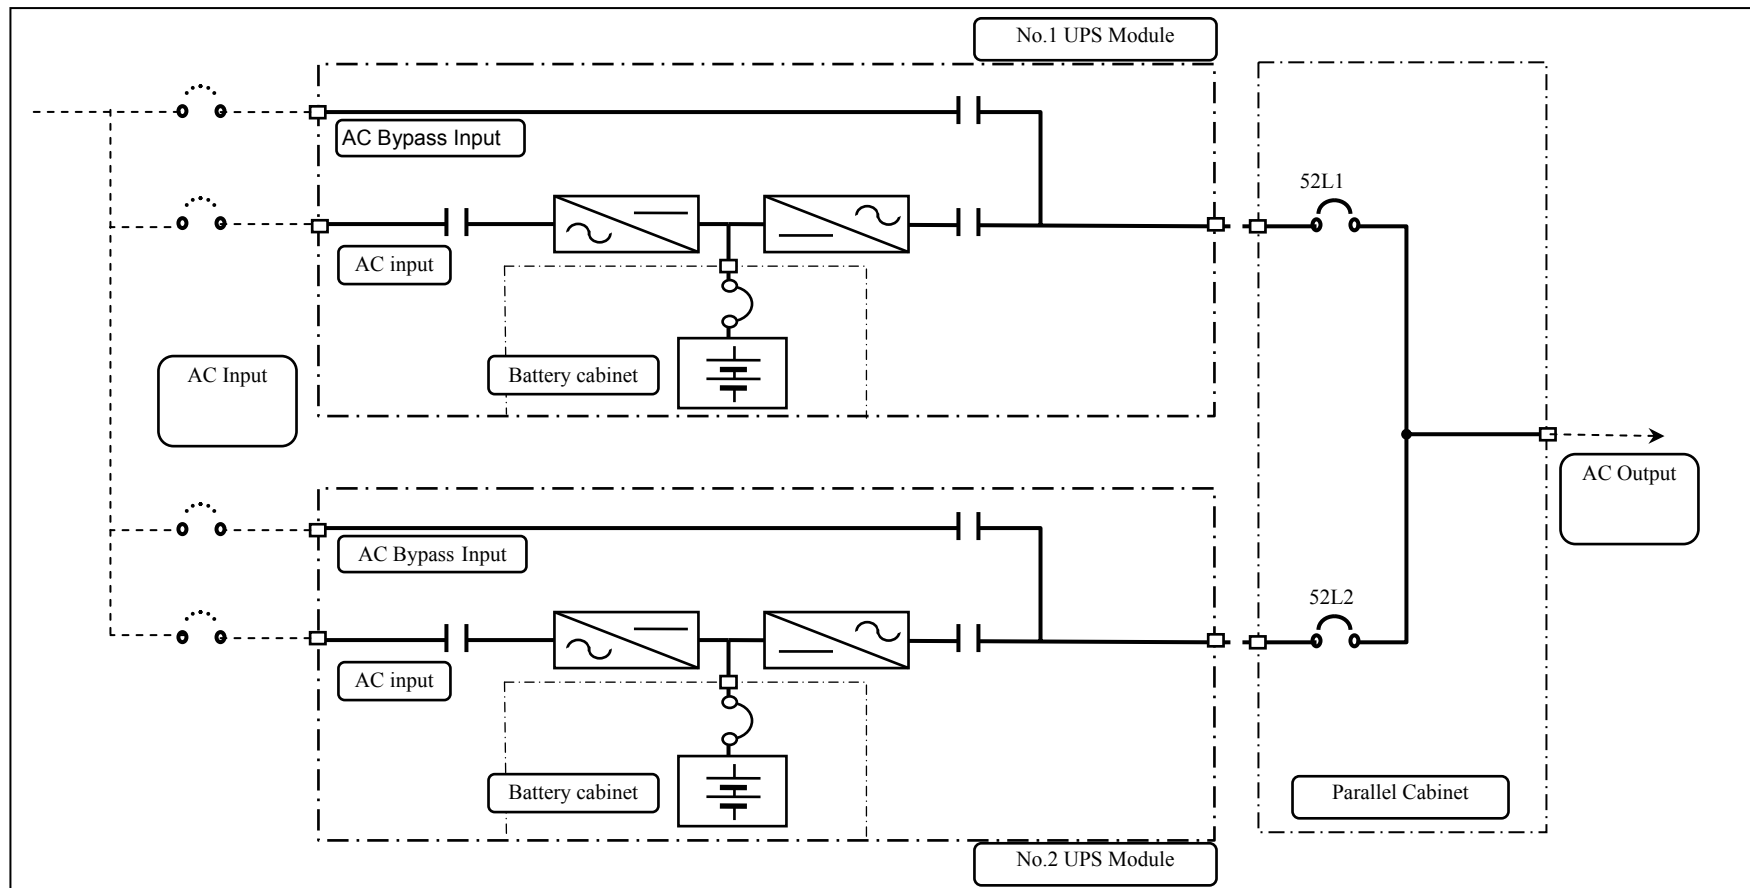 No.1 UPS Module
AC Bypass Input
52L1
AC input
AC Input
Battery cabinet
AC Output
AC Bypass Input
52L2
AC input
Battery cabinet
Parallel Cabinet
No.2 UPS Module